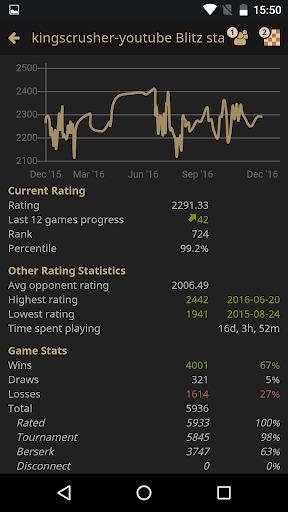 15:50
kingscrusher-youtube Blitz sta 1 2
2500
2400
2300
2200
2100
Dec '15 Mar '16 Jun '16 Sep '16 Dec '16
Current Rating
Rating 2291.33
Last 12 games progress 42
Rank 724
Percentile 99.2%
Other Rating Statistics
Avg opponent rating 2006.49
Highest rating 2442 2016-06-20
Lowest rating 1941 2015-08-24
Time spent playing 16d, 3h, 52m
Game Stats
Wins 4001 67%
Draws 321 5%
Losses 1614 27%
Total 5936
Rated 5933 100%
Tournament 5845 98%
Berserk 3747 63%
Disconnect 0 0%